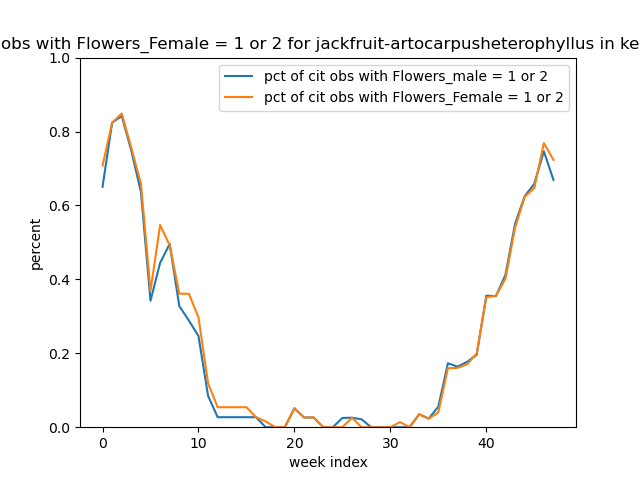 obs with Flowers_Female = 1 or 2 for jackfruit-artocarpusheterophyllus in ke
pct of cit obs with Flowers_male = 1 or 2
pct of cit obs with Flowers_Female = 1 or 2
1.0
0.8
0.6
0.4
0.2
0.0
percent
0 10 20 30 40
week index